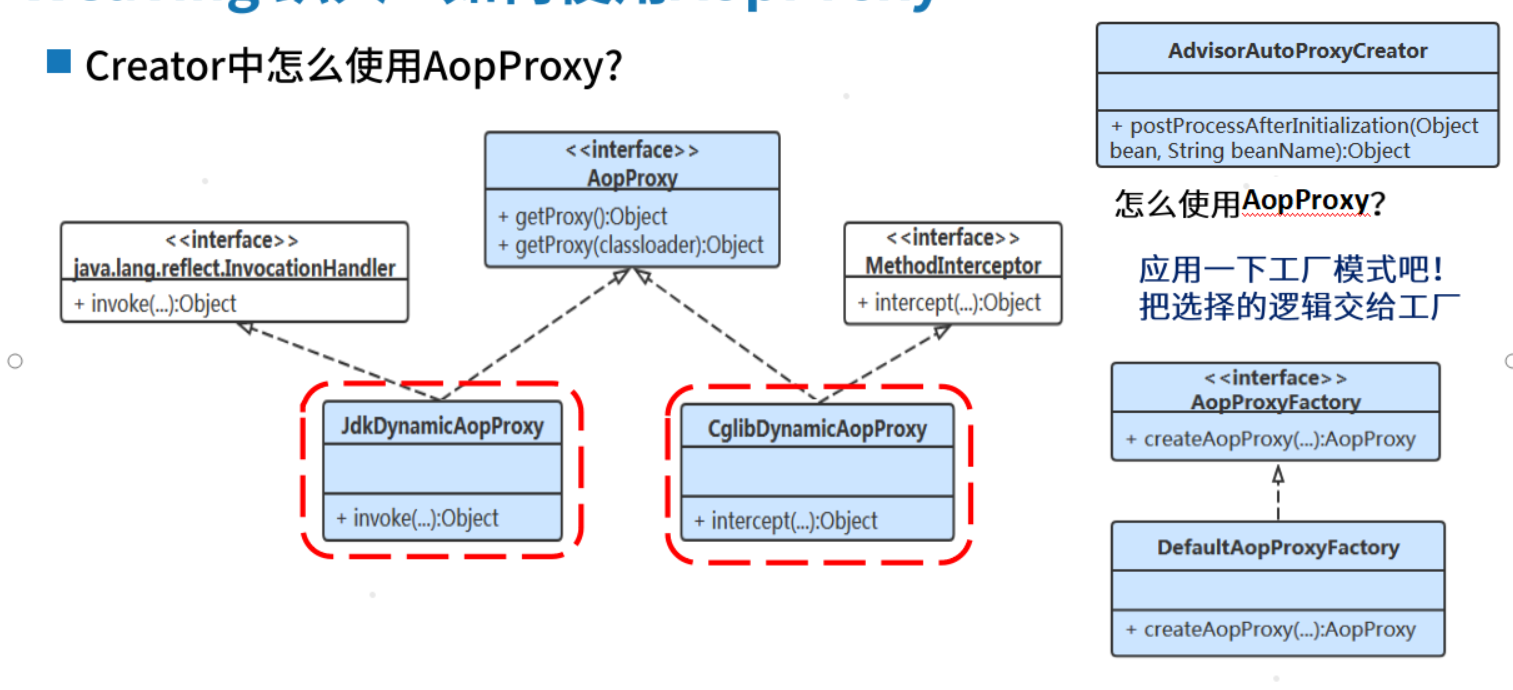 Creator中怎么使用AopProxy?
<<interface>>
AopProxy
+ getProxy():Object
+ getProxy(classloader):Object
<<interface>>
java.lang.reflect.InvocationHandler
+ invoke(...):Object
<<interface>>
MethodInterceptor
+ intercept(...):Object
JdkDynamicAopProxy
+ invoke(...):Object
CglibDynamicAopProxy
+ intercept(...):Object
AdvisorAutoProxyCreator
+ postProcessAfterInitialization(Object
bean, String beanName):Object
怎么使用AopProxy?
应用一下工厂模式吧!
把选择的逻辑交给工厂
<<interface>>
AopProxyFactory
+ createAopProxy(...):AopProxy
DefaultAopProxyFactory
+ createAopProxy(...):AopProxy